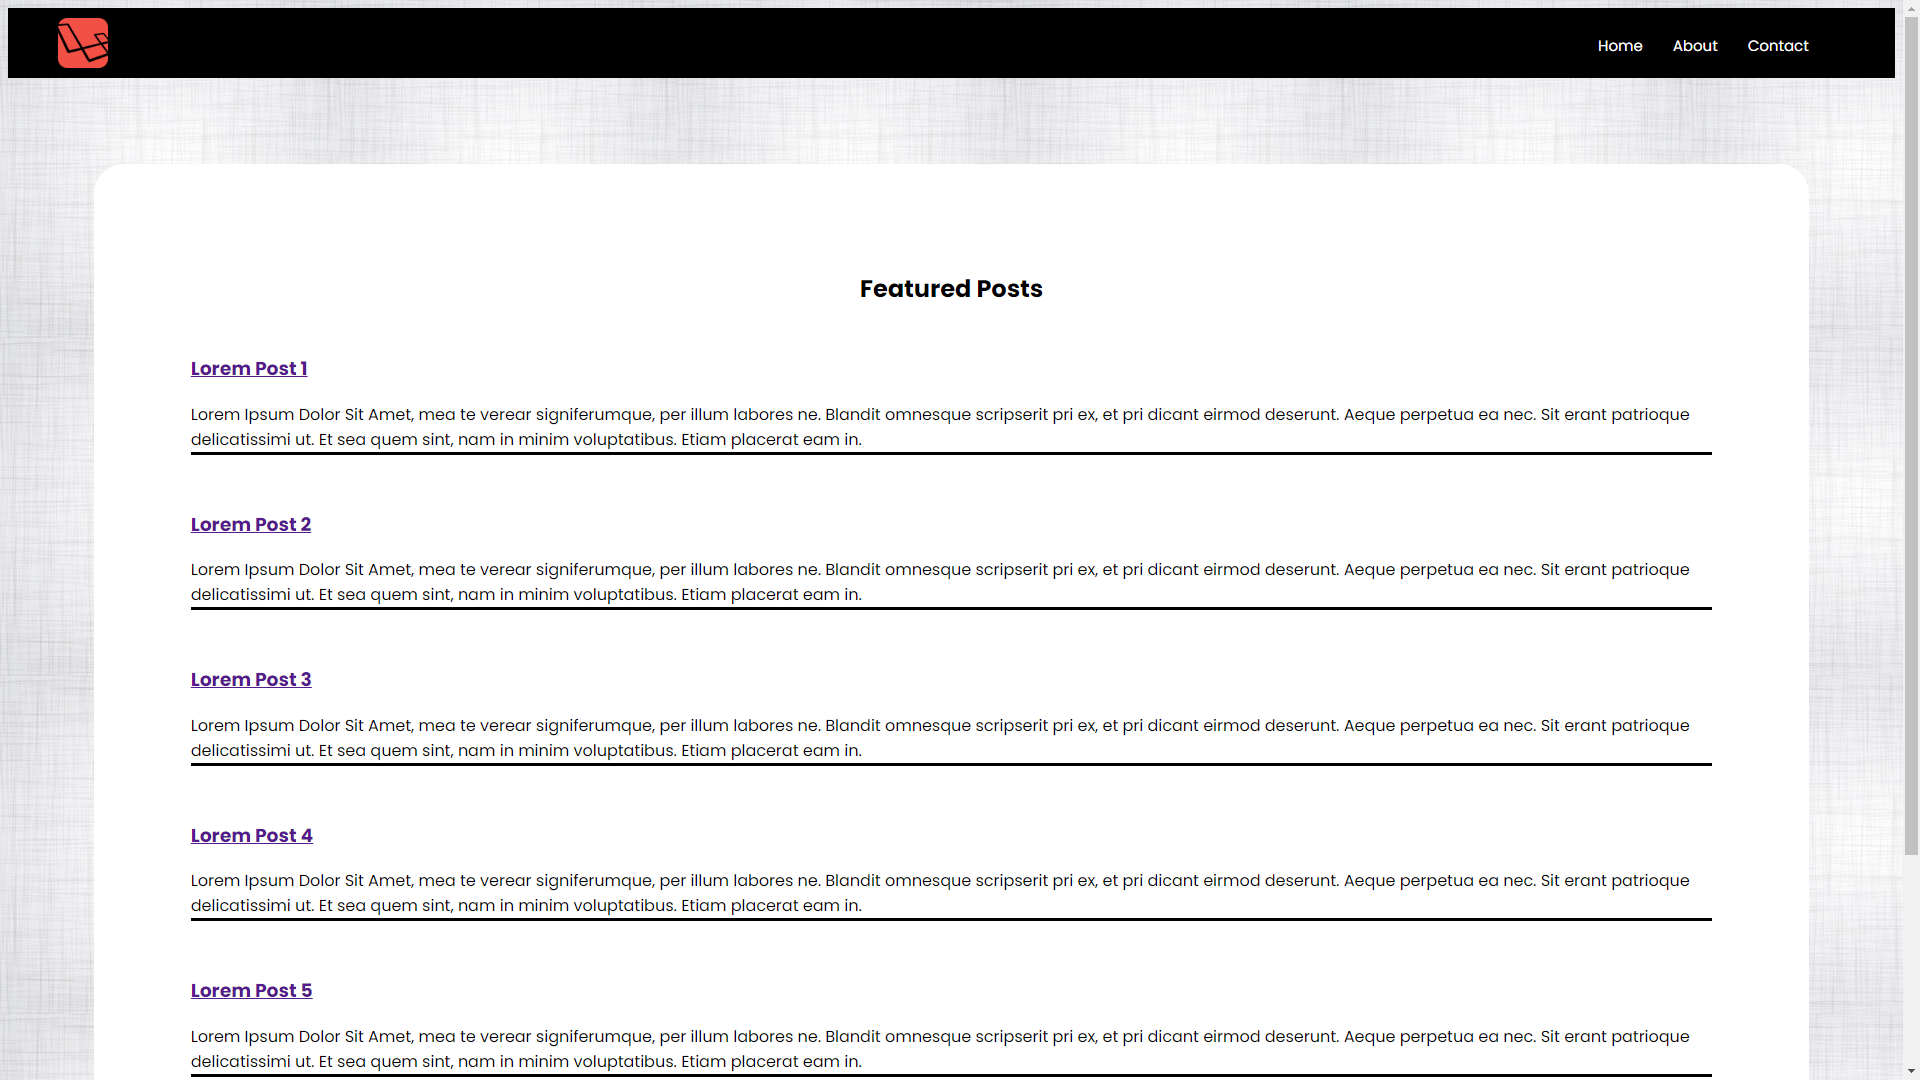 Home About Contact
Featured Posts
Lorem Post 1
Lorem Ipsum Dolor Sit Amet, mea te verear signiferumque, per illum labores ne. Blandit omnesque scripserit pri ex, et pri dicant eirmod deserunt. Aeque perpetua ea nec. Sit erant patrioque
delicatissimi ut. Et sea quem sint, nam in minim voluptatibus. Etiam placerat eam in.
Lorem Post 2
Lorem Ipsum Dolor Sit Amet, mea te verear signiferumque, per illum labores ne. Blandit omnesque scripserit pri ex, et pri dicant eirmod deserunt. Aeque perpetua ea nec. Sit erant patrioque
delicatissimi ut. Et sea quem sint, nam in minim voluptatibus. Etiam placerat eam in.
Lorem Post 3
Lorem Ipsum Dolor Sit Amet, mea te verear signiferumque, per illum labores ne. Blandit omnesque scripserit pri ex, et pri dicant eirmod deserunt. Aeque perpetua ea nec. Sit erant patrioque
delicatissimi ut. Et sea quem sint, nam in minim voluptatibus. Etiam placerat eam in.
Lorem Post 4
Lorem Ipsum Dolor Sit Amet, mea te verear signiferumque, per illum labores ne. Blandit omnesque scripserit pri ex, et pri dicant eirmod deserunt. Aeque perpetua ea nec. Sit erant patrioque
delicatissimi ut. Et sea quem sint, nam in minim voluptatibus. Etiam placerat eam in.
Lorem Post 5
Lorem Ipsum Dolor Sit Amet, mea te verear signiferumque, per illum labores ne. Blandit omnesque scripserit pri ex, et pri dicant eirmod deserunt. Aeque perpetua ea nec. Sit erant patrioque
delicatissimi ut. Et sea quem sint, nam in minim voluptatibus. Etiam placerat eam in.